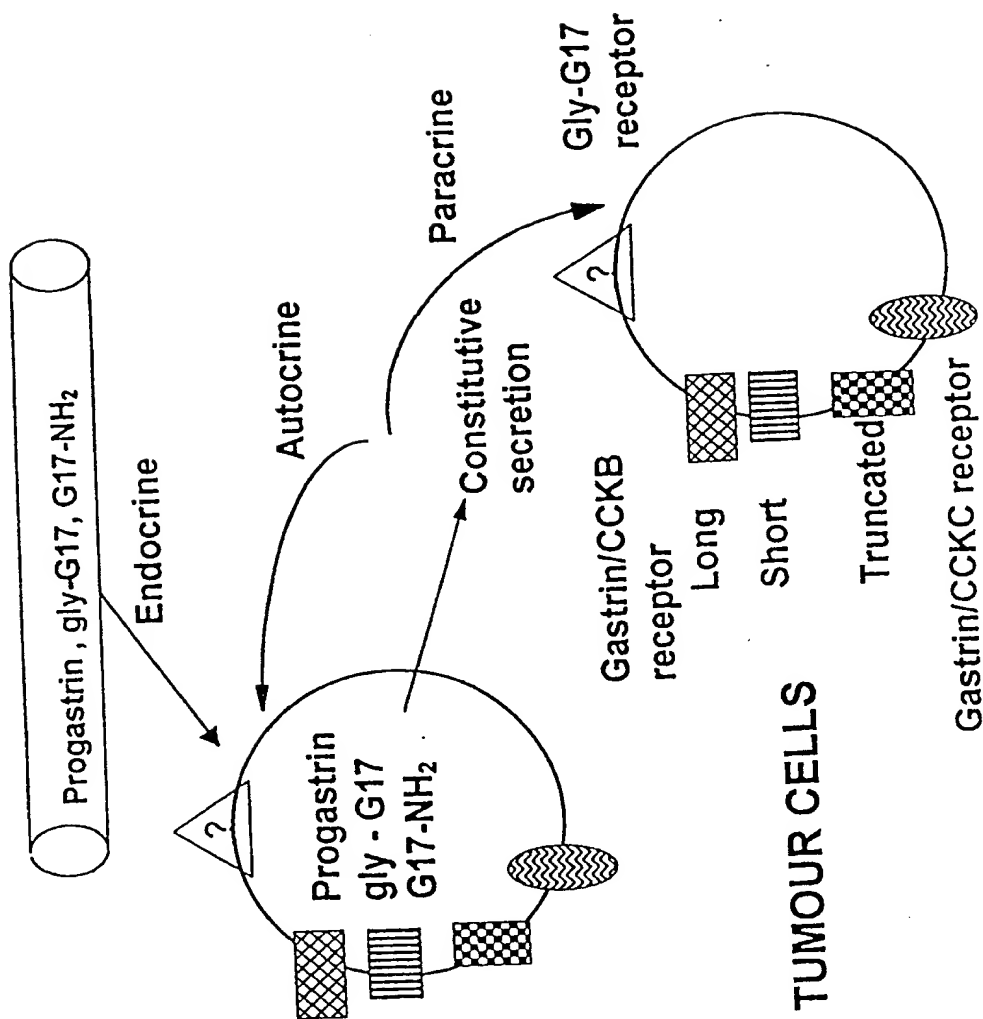 Progastrin , gly-G17, G17-NH₂
Endocrine
Autocrine
Paracrine
?
Progastrin
gly - G17
G17-NH₂
Constitutive
secretion
Gly-G17
receptor
?
Gastrin/CCKB
receptor
Long
Short
Truncated
Gastrin/CCKC receptor
TUMOUR CELLS